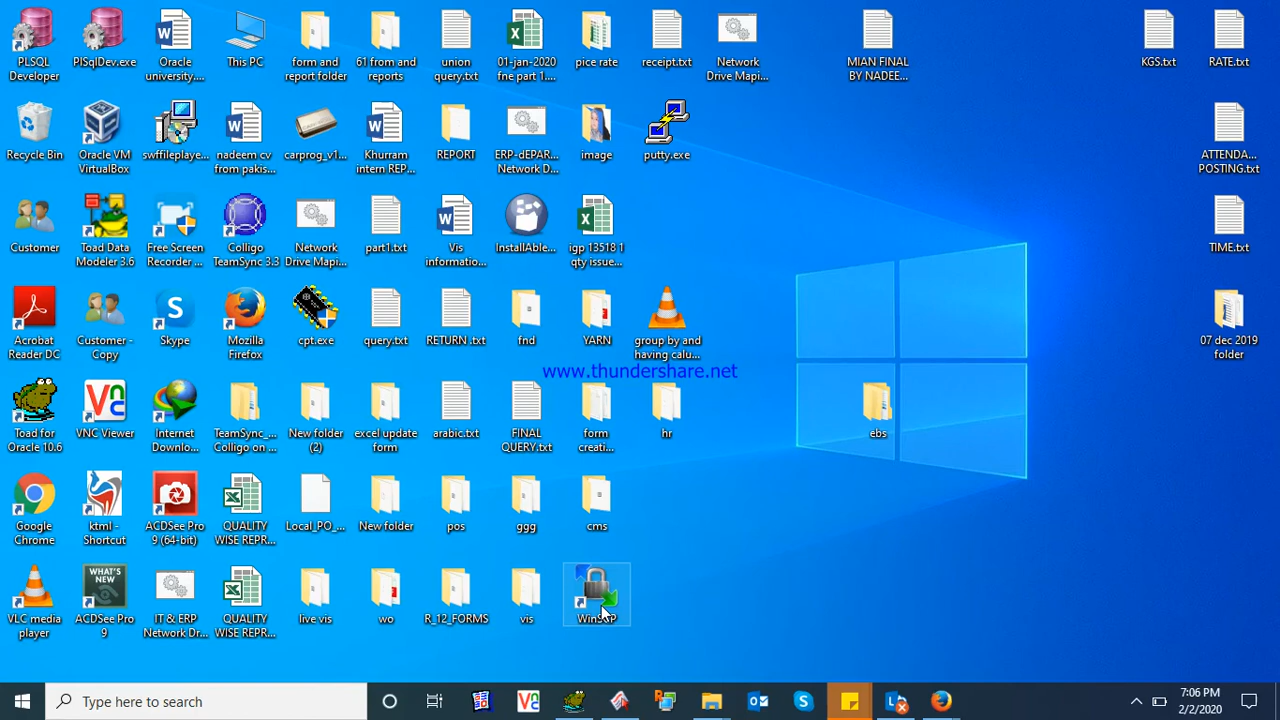 PLSQL
Developer
PlSqlDev.exe
Oracle
university....
This PC
form and
report folder
61 from and
reports
union
query.txt
01-jan-2020
fne part 1....
pice rate
receipt.txt
Network
Drive Mapi...
MIAN FINAL
BY NADEE...
KGS.txt
RATE.txt
Recycle Bin
Oracle VM
VirtualBox
swffileplaye...
nadeem cv
from pakis...
carprog_v1...
Khurram
intern REP...
REPORT
ERP-dEPAR...
Network D...
image
putty.exe
ATTENDA...
POSTING.txt
Customer
Toad Data
Modeler 3.6
Free Screen
Recorder ...
Colligo
TeamSync 3.3
Network
Drive Mapi...
part1.txt
Vis
informatio...
InstallAble...
igp 13518 1
qty issue...
TIME.txt
Acrobat
Reader DC
Customer -
Copy
Skype
Mozilla
Firefox
cpt.exe
query.txt
RETURN .txt
fnd
YARN
group by and
having calu...
07 dec 2019
folder
www.thundershare.net
Toad for
Oracle 10.6
VNC Viewer
Internet
Downlo...
TeamSync_...
Colligo on ...
New folder
(2)
excel update
form
arabic.txt
FINAL
QUERY.txt
form
creati...
hr
ebs
Google
Chrome
ktml -
Shortcut
ACDSee Pro
9 (64-bit)
QUALITY
WISE REPR...
Local_PO_...
New folder
pos
ggg
cms
VLC media
player
WHAT'S
NEW
ACDSee Pro
9
IT & ERP
Network Dr...
QUALITY
WISE REPR...
live vis
wo
R_12_FORMS
vis
WinSCP
Type here to search
7:06 PM
2/2/2020